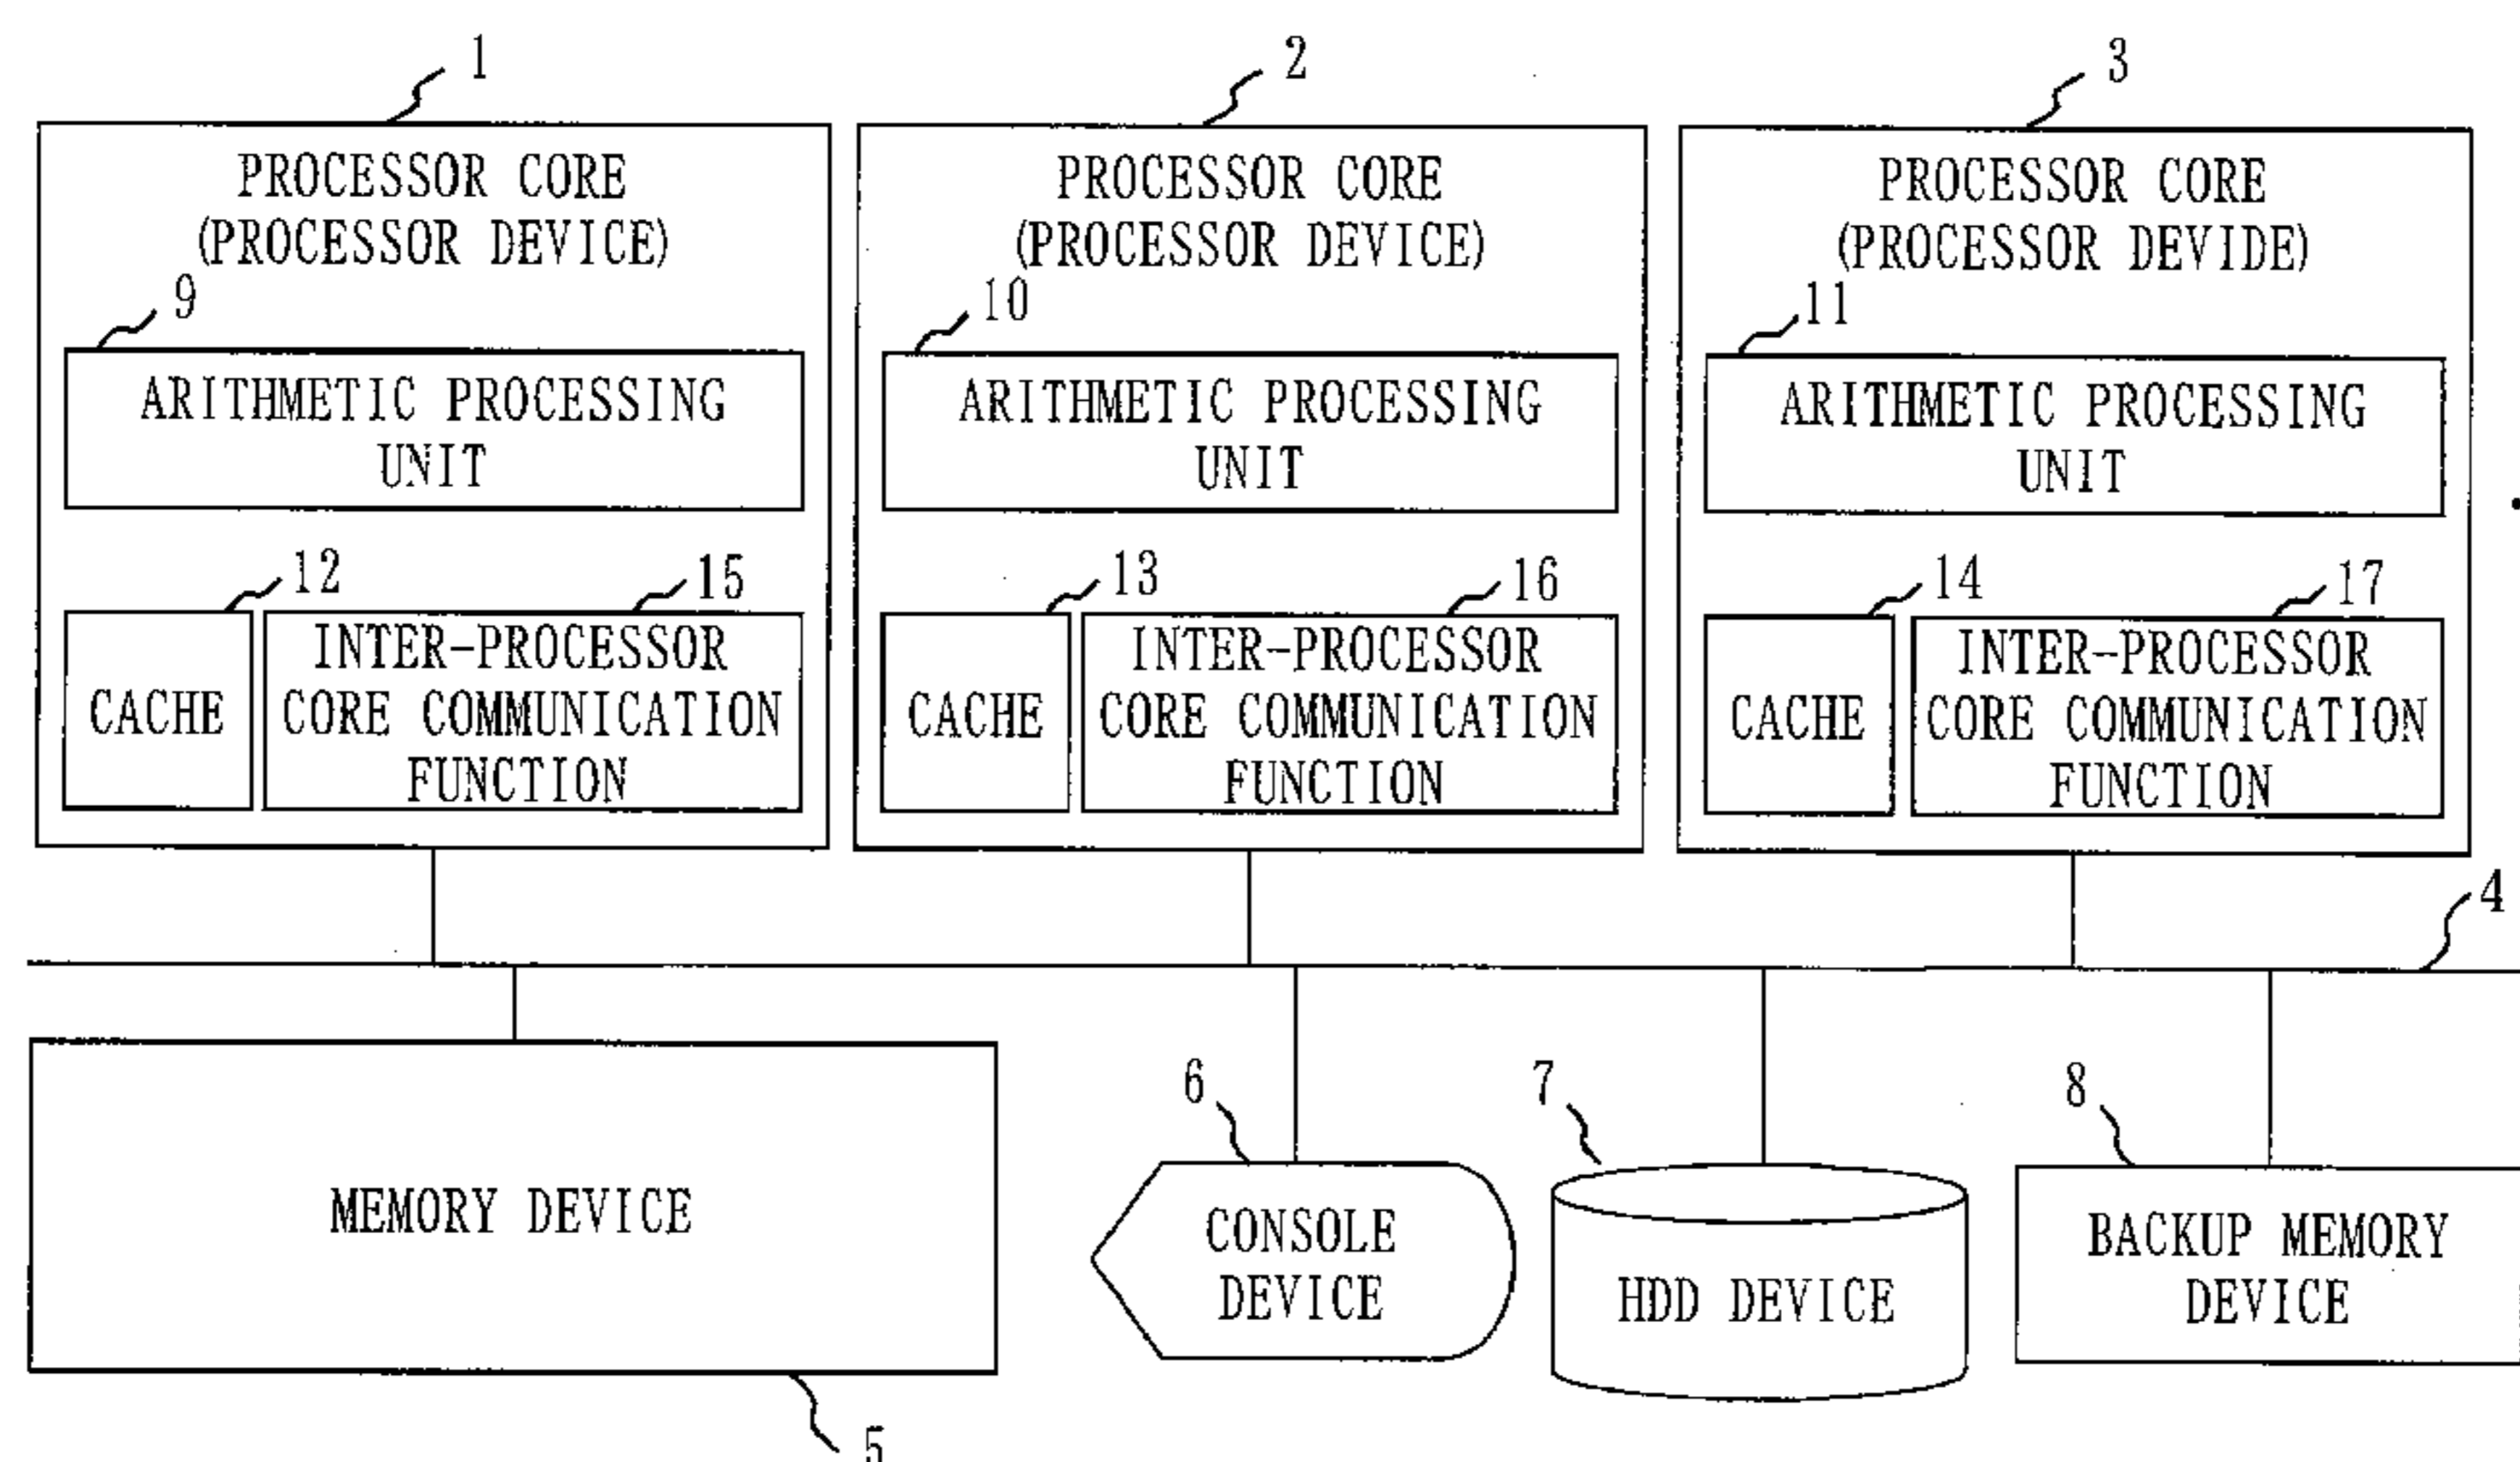 1
PROCESSOR CORE
(PROCESSOR DEVICE)
9
ARITHMETIC PROCESSING
UNIT
12
CACHE
15
INTER-PROCESSOR
CORE COMMUNICATION
FUNCTION
2
PROCESSOR CORE
(PROCESSOR DEVICE)
10
ARITHMETIC PROCESSING
UNIT
13
CACHE
16
INTER-PROCESSOR
CORE COMMUNICATION
FUNCTION
3
PROCESSOR CORE
(PROCESSOR DEVIDE)
11
ARITHMETIC PROCESSING
UNIT
14
CACHE
17
INTER-PROCESSOR
CORE COMMUNICATION
FUNCTION
4
MEMORY DEVICE
5
6
CONSOLE
DEVICE
7
HDD DEVICE
8
BACKUP MEMORY
DEVICE